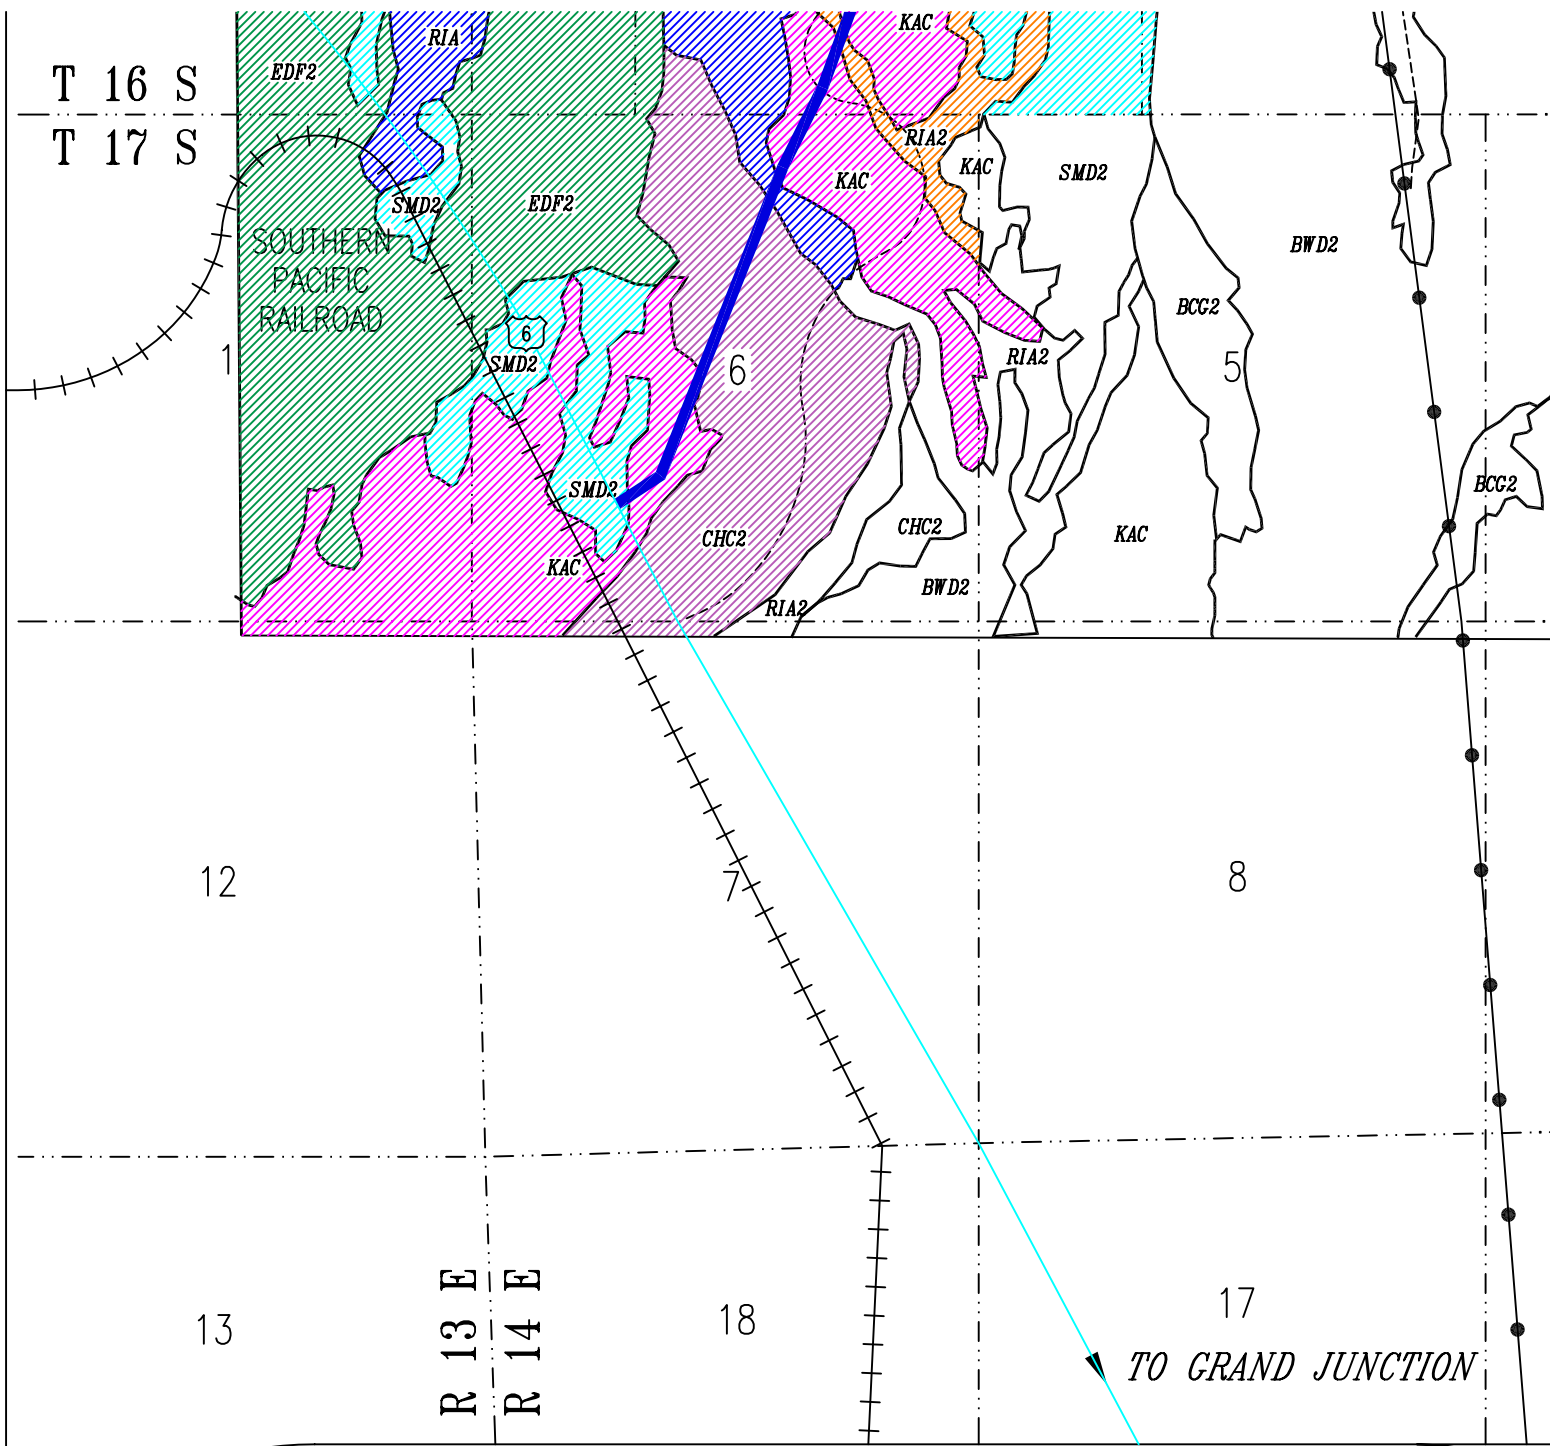 KAC
RIA
EDF2
T 16 S
T 17 S
RIA2
KAC
SMD2
KAC
SMD2
EDF2
SOUTHERN
PACIFIC
RAILROAD
BWD2
BCG2
6
SMD2
RIA2
1
6
5
SMD2
BCG2
CHC2
CHC2
KAC
KAC
BWD2
RIA2
12
7
8
13
18
17
R 13 E
R 14 E
TO GRAND JUNCTION